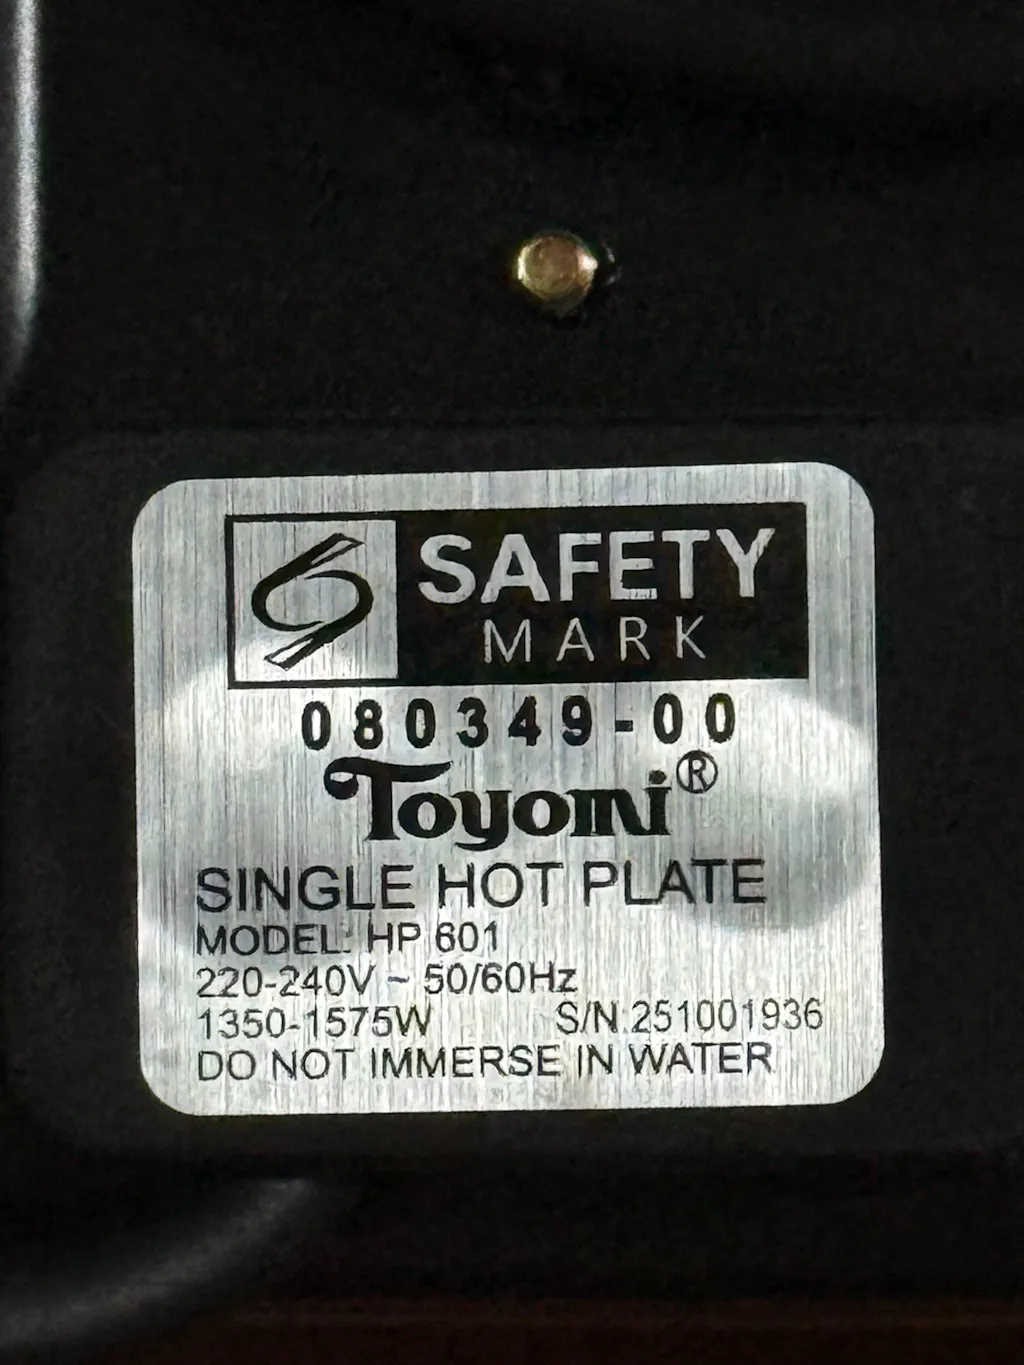 SAFETY
MARK
080349-00
Toyomi®
SINGLE HOT PLATE
MODEL: HP 601
220-240V ~ 50/60Hz
1350-1575W S/N.251001936
DO NOT IMMERSE IN WATER